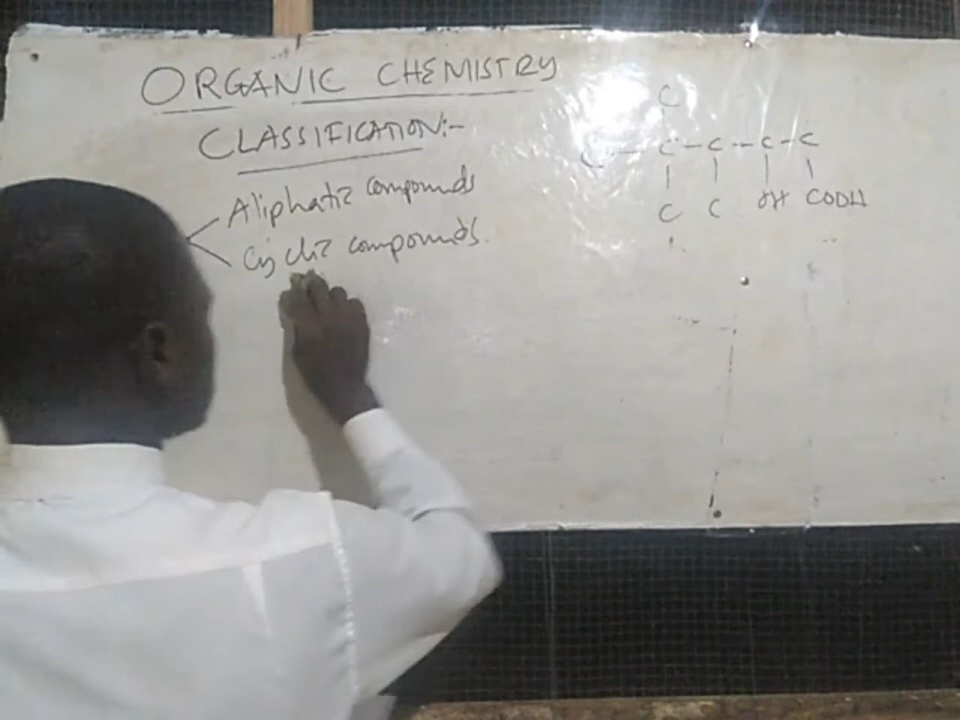 ORGANIC CHEMISTRY
CLASSIFICATION:-
Aliphatic compounds
Cyclic compounds.
C
C - C - C - C - C
C C OH COOH